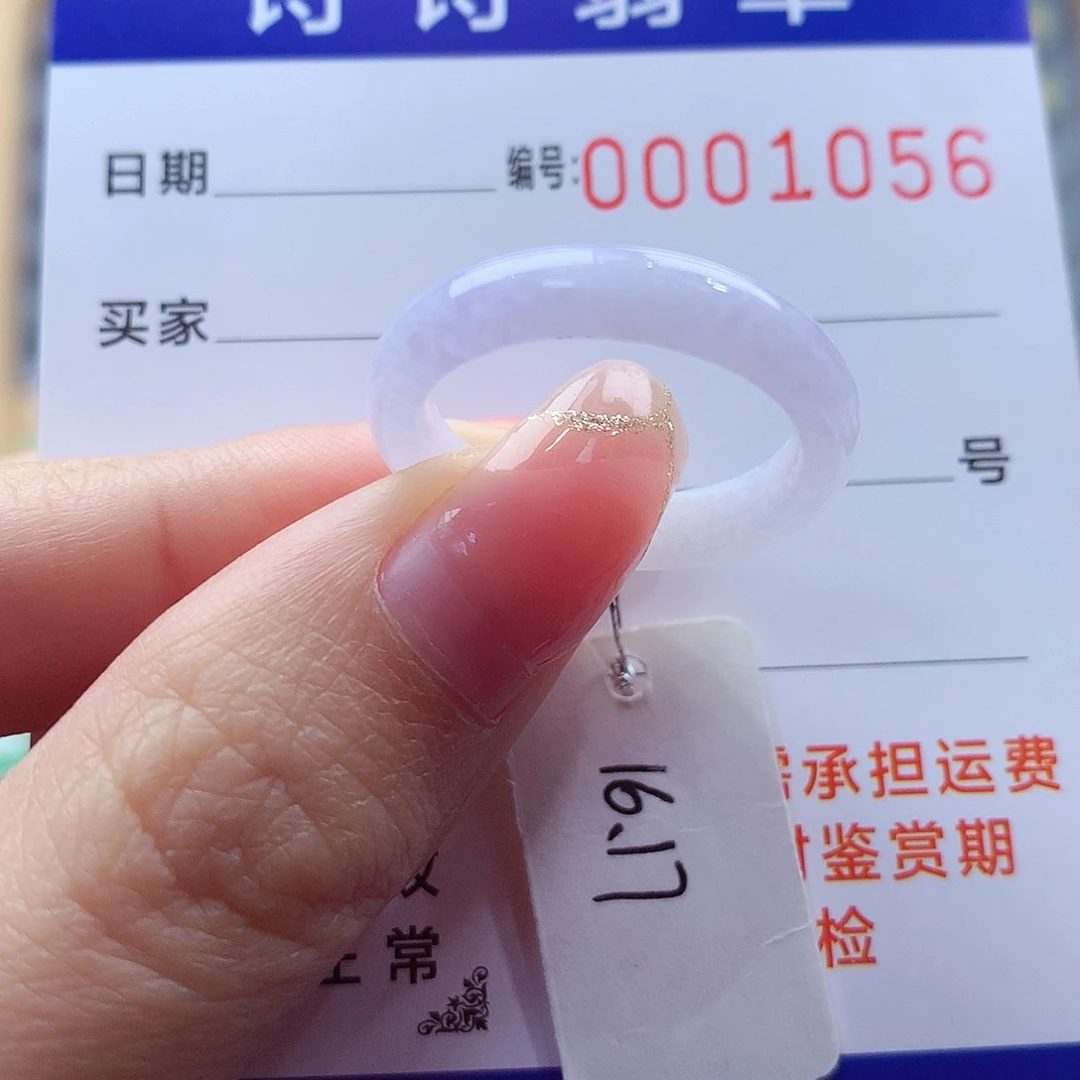 日期 编号:0001056
买家
号
承担运费
鉴赏期
检
常
16.17